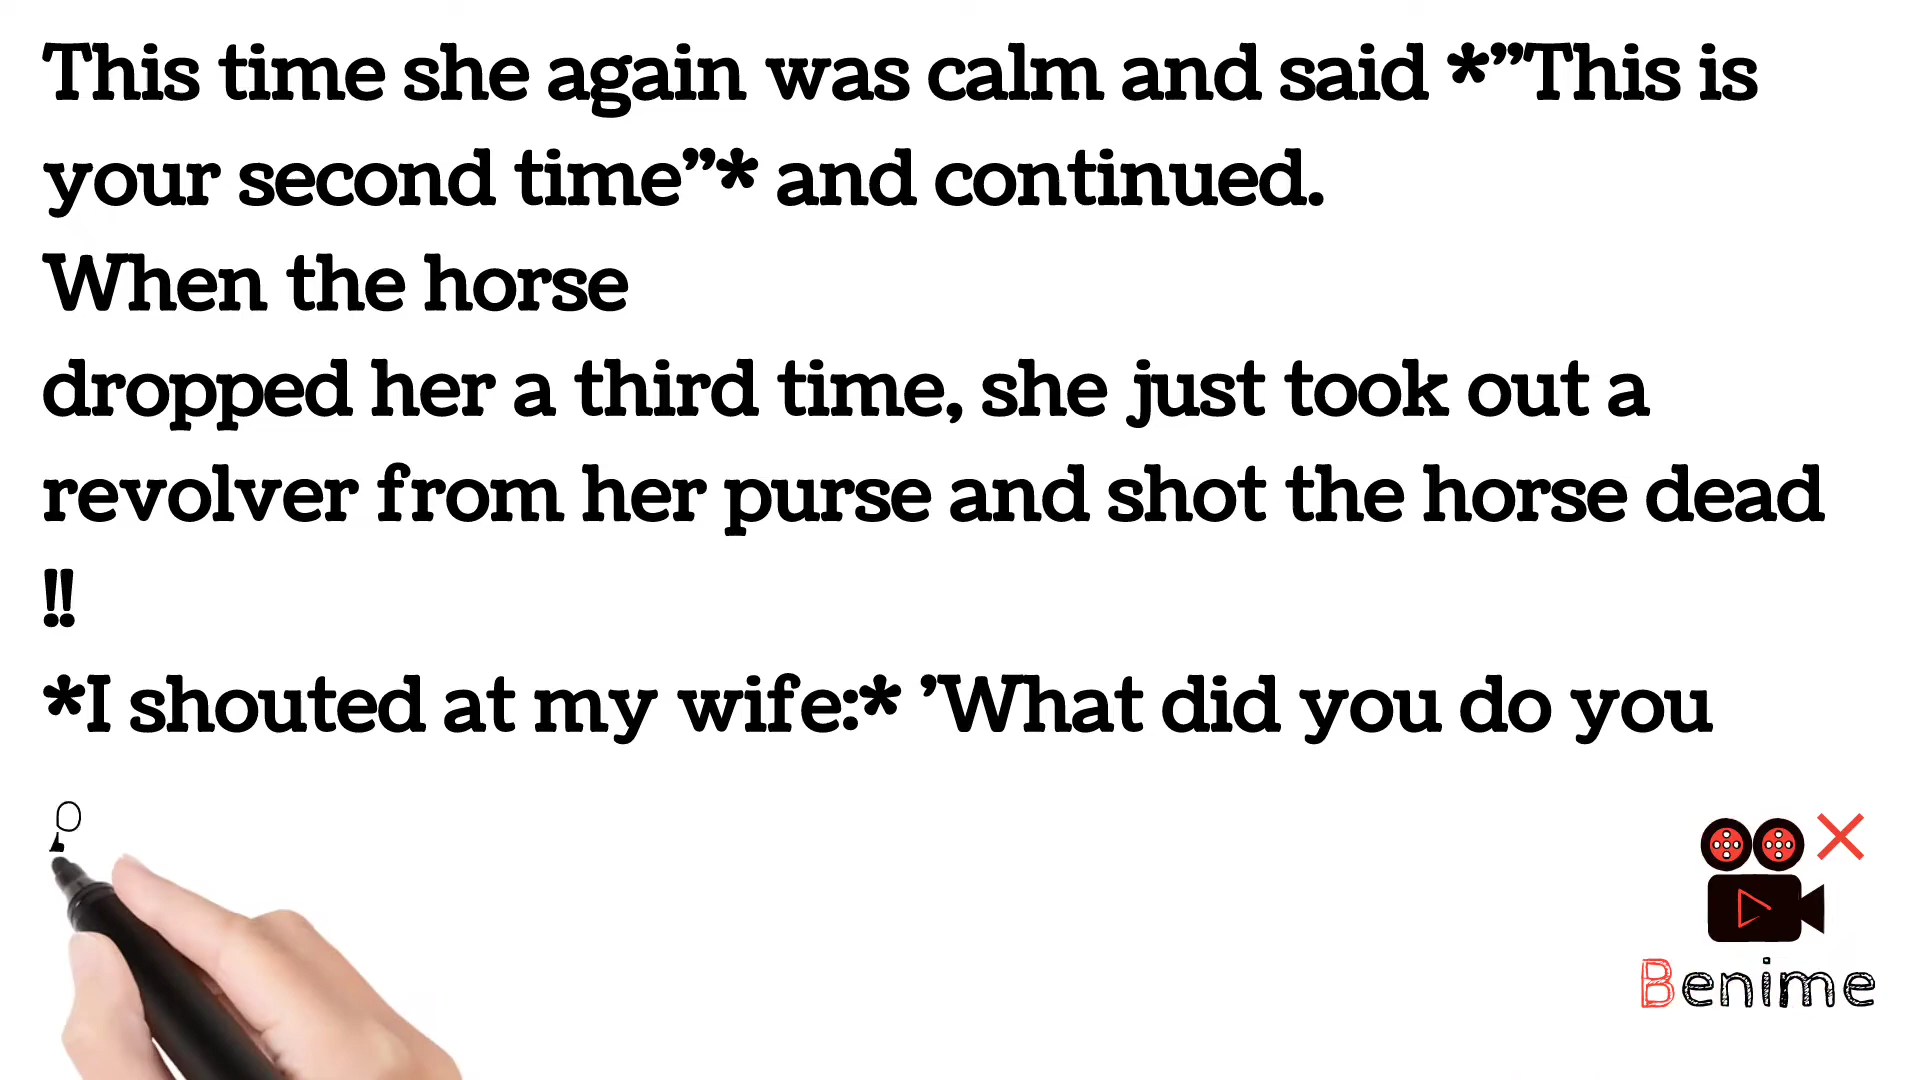 This time she again was calm and said *”This is
your second time”* and continued.
When the horse
dropped her a third time, she just took out a
revolver from her purse and shot the horse dead
!!
*I shouted at my wife:* ’What did you do you
Benime